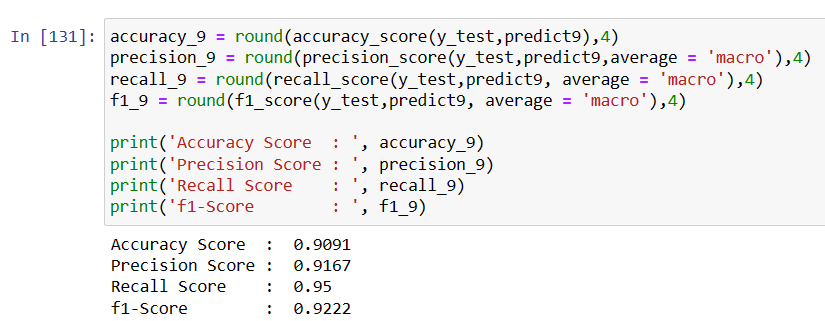 In [131]: accuracy_9 = round(accuracy_score(y_test,predict9),4)
precision_9 = round(precision_score(y_test,predict9,average = 'macro'),4)
recall_9 = round(recall_score(y_test,predict9, average = 'macro'),4)
f1_9 = round(f1_score(y_test,predict9, average = 'macro'),4)
print('Accuracy Score  : ', accuracy_9)
print('Precision Score : ', precision_9)
print('Recall Score    : ', recall_9)
print('f1-Score        : ', f1_9)
Accuracy Score  :  0.9091
Precision Score :  0.9167
Recall Score    :  0.95
f1-Score        :  0.9222